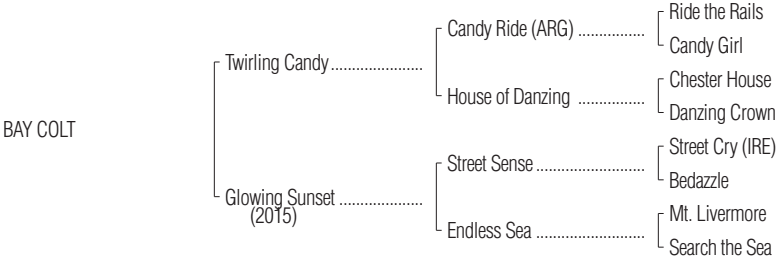 Ride the Rails
Candy Ride (ARG) ................
Candy Girl
Twirling Candy......................
Chester House
House of Danzing ................
Danzing Crown
BAY COLT
Street Cry (IRE)
Street Sense ..........................
Bedazzle
Glowing Sunset ....................
(2015)
Mt. Livermore
Endless Sea ..........................
Search the Sea